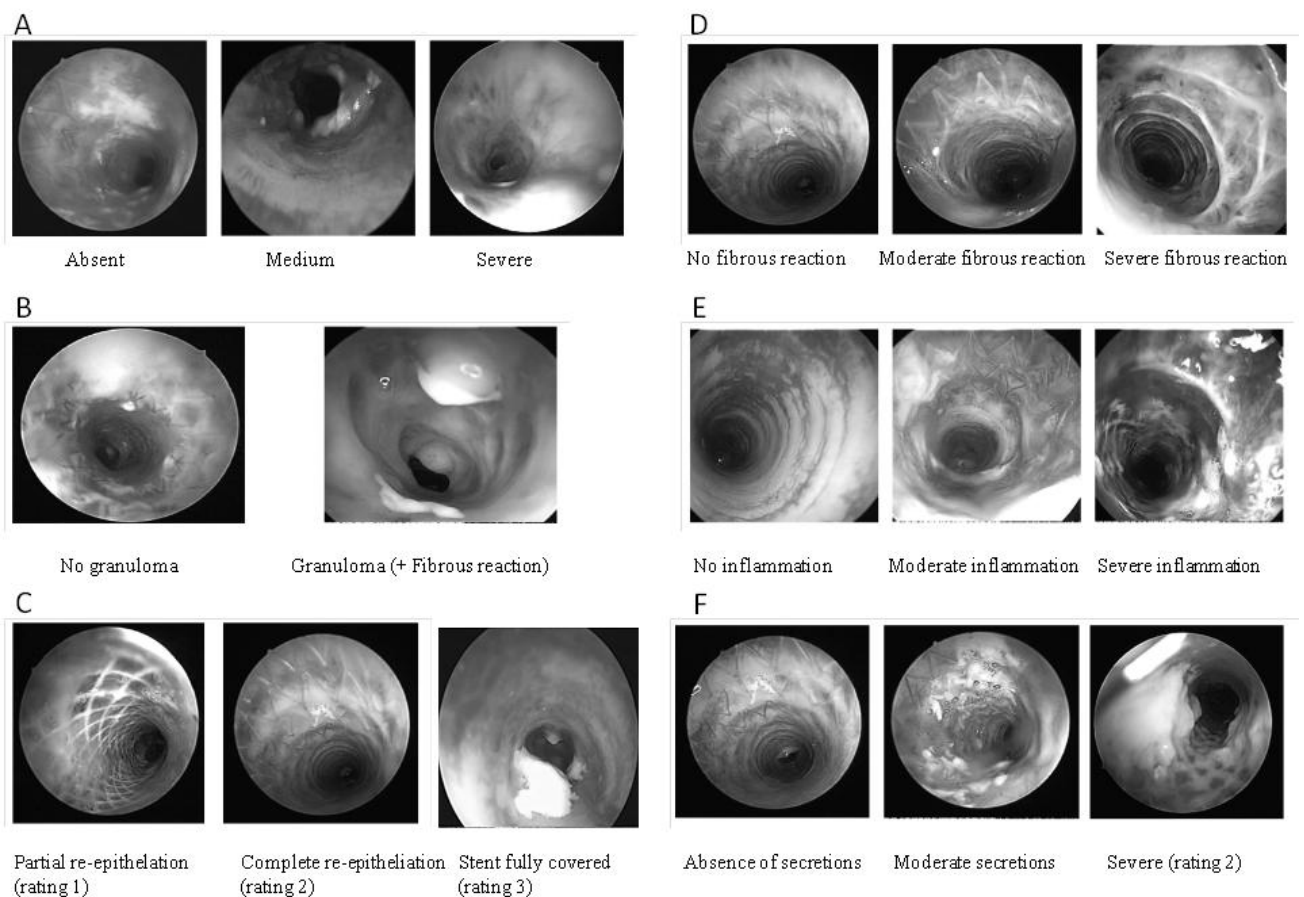 A
Absent
Medium
Severe
B
No granuloma
Granuloma (+ Fibrous reaction)
C
Partial re-epithelation
(rating 1)
Complete re-epitheliation
(rating 2)
Stent fully covered
(rating 3)
D
No fibrous reaction
Moderate fibrous reaction
Severe fibrous reaction
E
No inflammation
Moderate inflammation
Severe inflammation
F
Absence of secretions
Moderate secretions
Severe (rating 2)